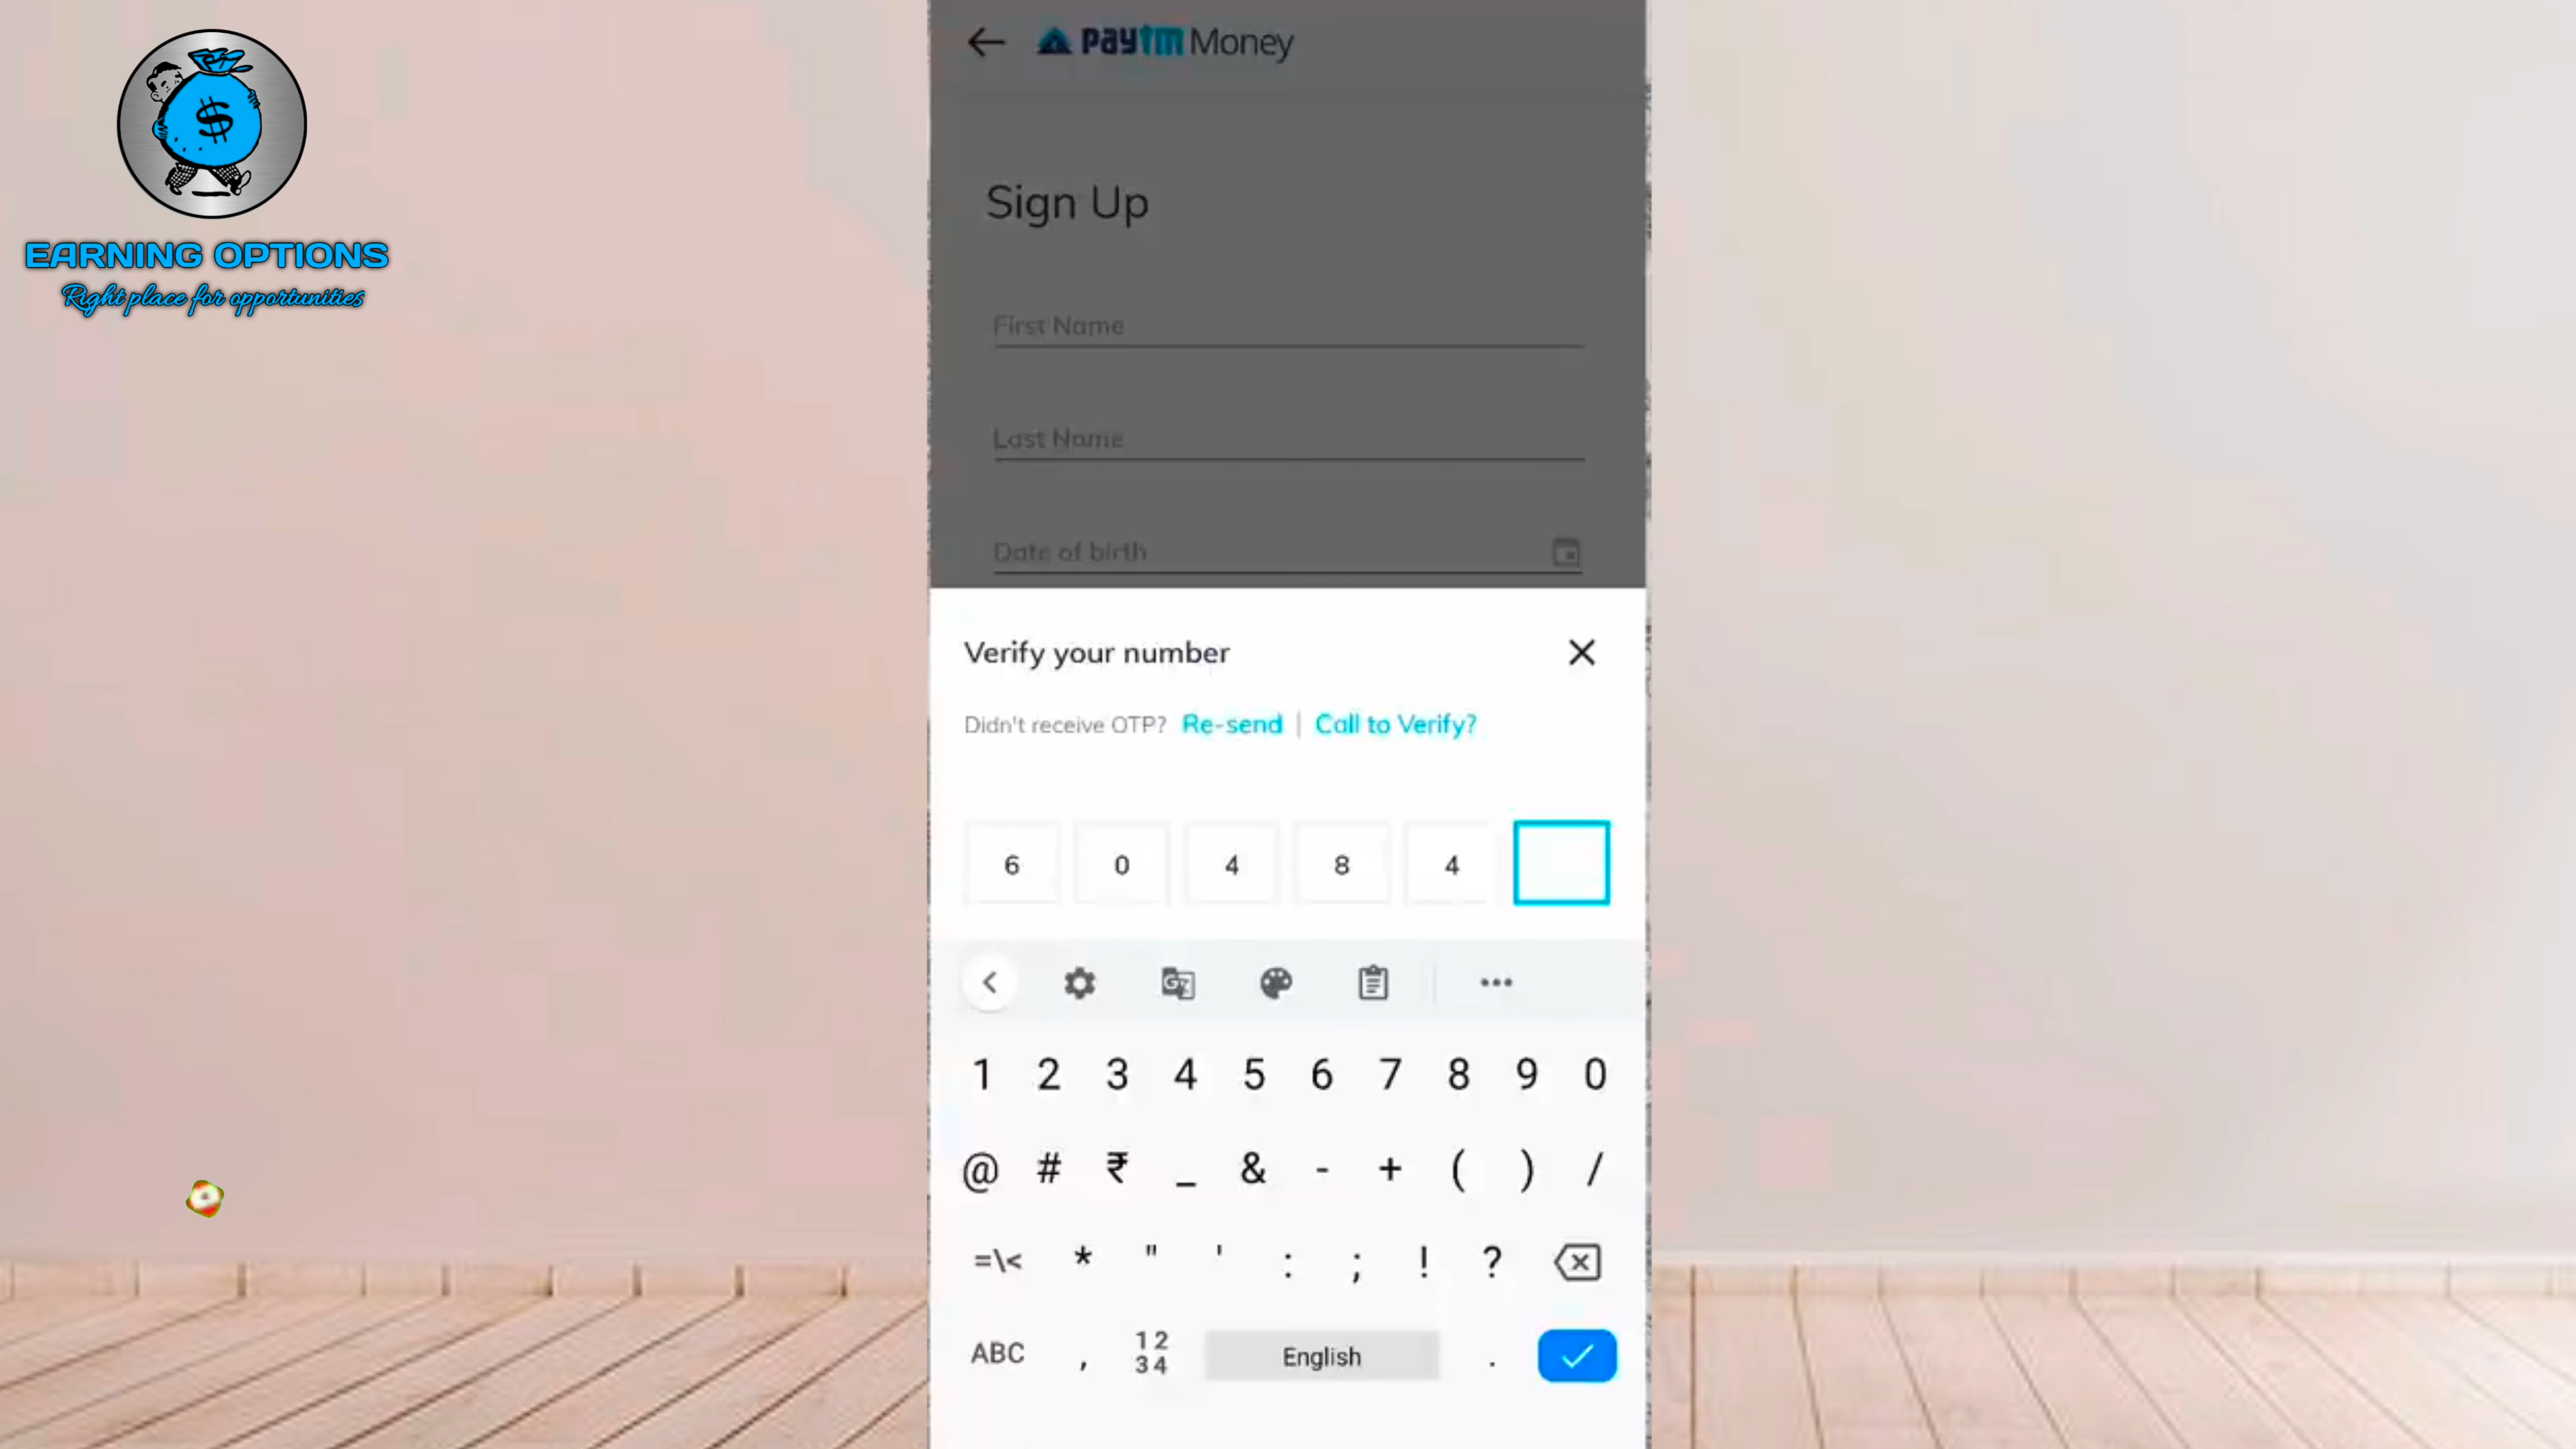 EARNING OPTIONS
Right place for opportunities
$
paytm Money
Sign Up
First Name
Last Name
Date of birth
Verify your number
Didn't receive OTP? Re-send | Call to Verify?
6 0 4 8 4
1 2 3 4 5 6 7 8 9 0
@ # ₹ _ & - + ( ) /
=\< * " ' : ; ! ?
ABC , 12 34 English .